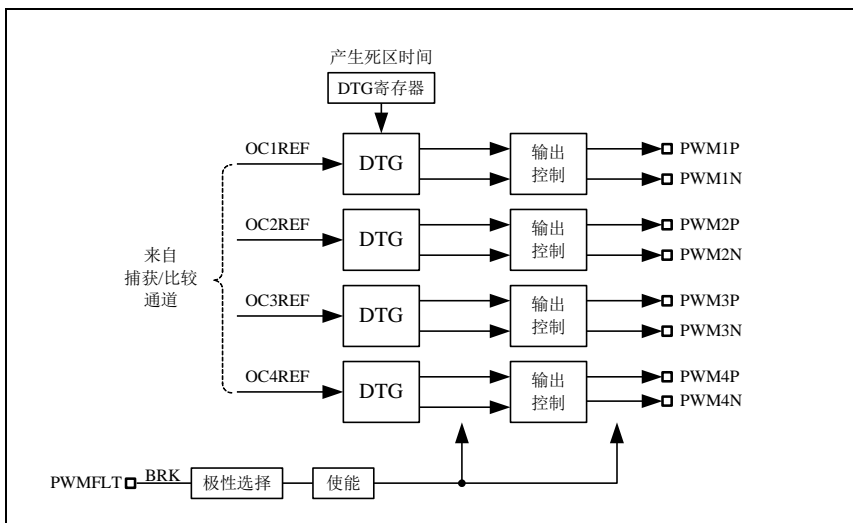 产生死区时间
DTG寄存器
OC1REF
DTG
输出
控制
PWM1P
PWM1N
OC2REF
DTG
输出
控制
PWM2P
PWM2N
来自
捕获/比较
通道
OC3REF
DTG
输出
控制
PWM3P
PWM3N
OC4REF
DTG
输出
控制
PWM4P
PWM4N
PWMFLT
BRK
极性选择
使能